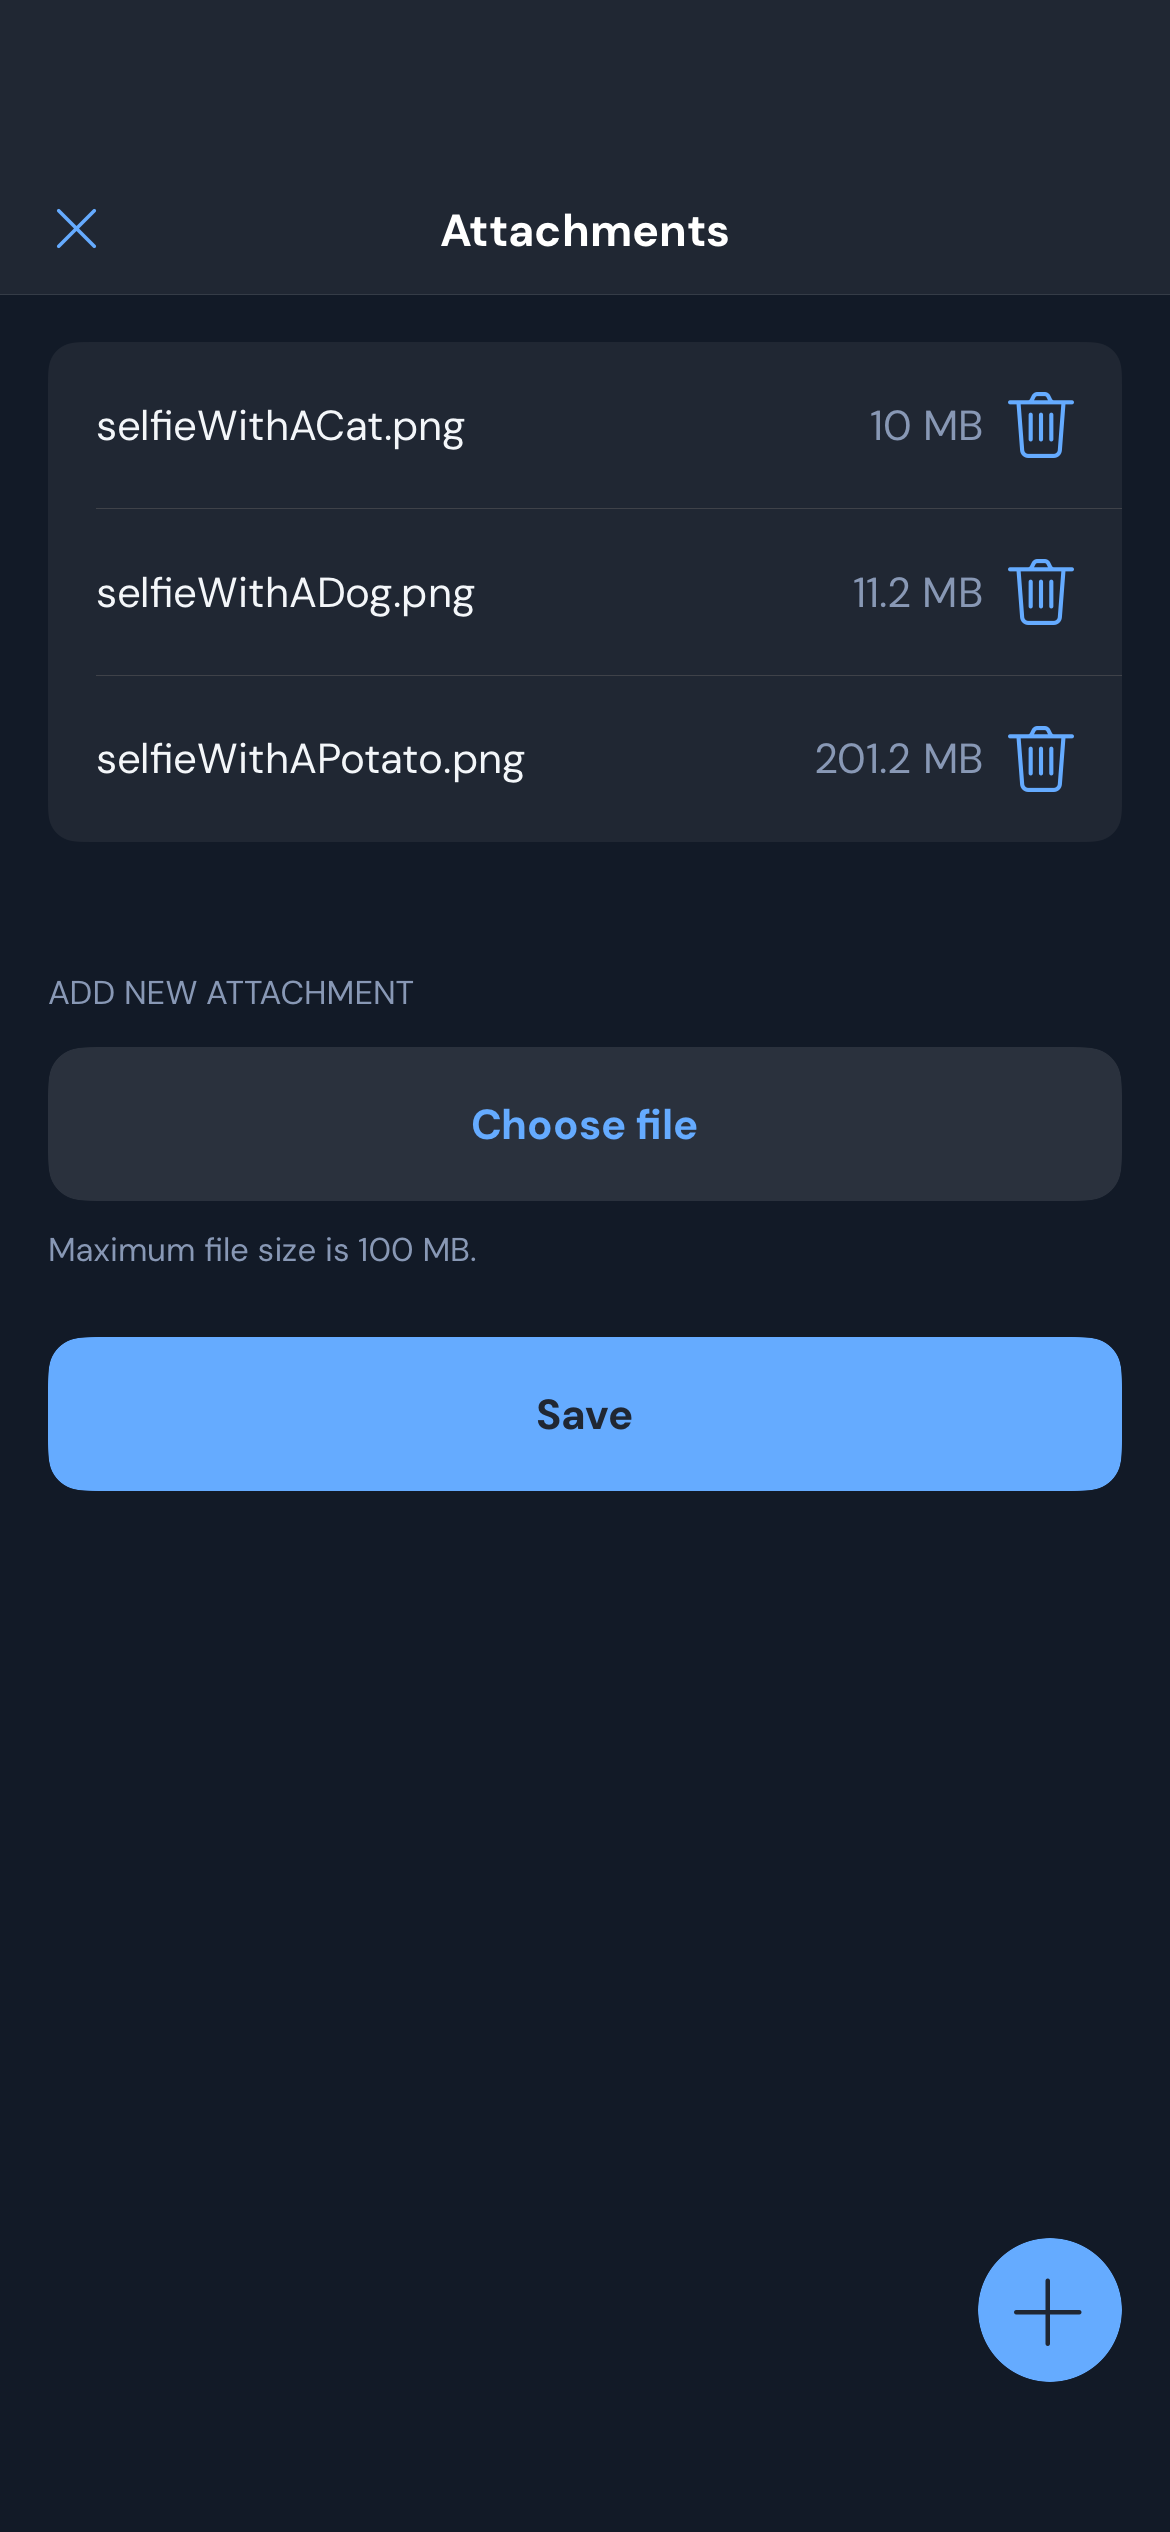 Attachments
selfieWithACat.png 10 MB
selfieWithADog.png 11.2 MB
selfieWithAPotato.png 201.2 MB
ADD NEW ATTACHMENT
Choose file
Maximum file size is 100 MB.
Save